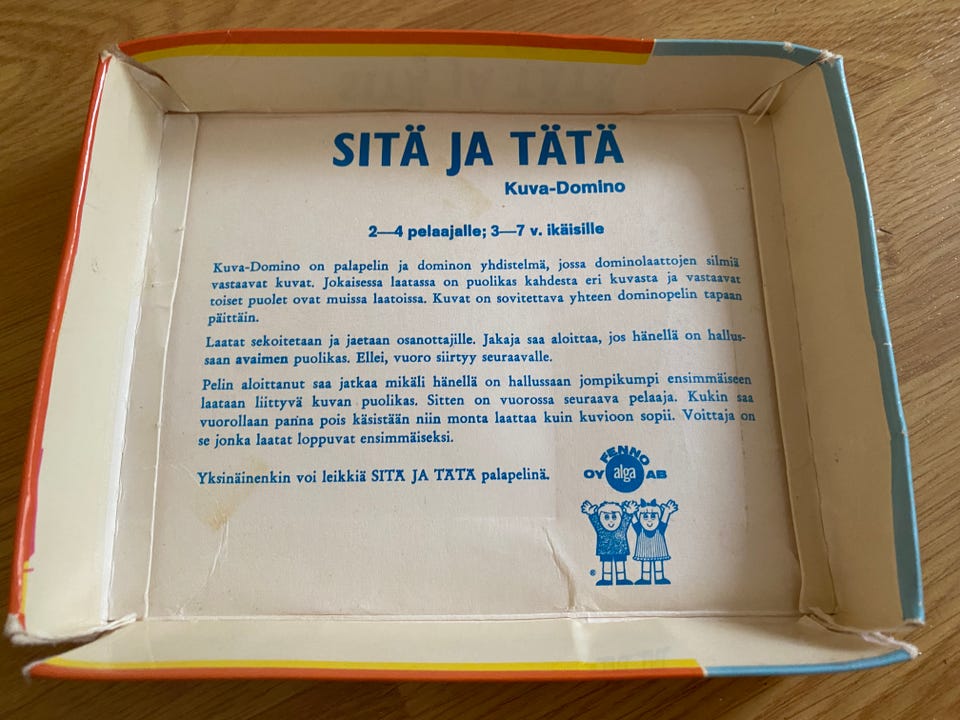 SITÄ JA TÄTÄ
Kuva-Domino
2—4 pelaajalle; 3—7 v. ikäisille
Kuva-Domino on palapelin ja dominon yhdistelmä, jossa dominolaattojen silmiä
vastaavat kuvat. Jokaisessa laatassa on puolikas kahdesta eri kuvasta ja vastaavat
toiset puolet ovat muissa laatoissa. Kuvat on sovitettava yhteen dominopelin tapaan
päittäin.
Laatat sekoitetaan ja jaetaan osanottajille. Jakaja saa aloittaa, jos hänellä on hallus-
saan avaimen puolikas. Ellei, vuoro siirtyy seuraavalle.
Pelin aloittanut saa jatkaa mikäli hänellä on hallussaan jompikumpi ensimmäiseen
laataan liittyvä kuvan puolikas. Sitten on vuorossa seuraava pelaaja. Kukin saa
vuorollaan panna pois käsistään niin monta laattaa kuin kuvioon sopii. Voittaja on
se jonka laatat loppuvat ensimmäiseksi.
Yksinäinenkin voi leikkiä SITÄ JA TÄTÄ palapelinä.
FENNO
OY alga AB
®